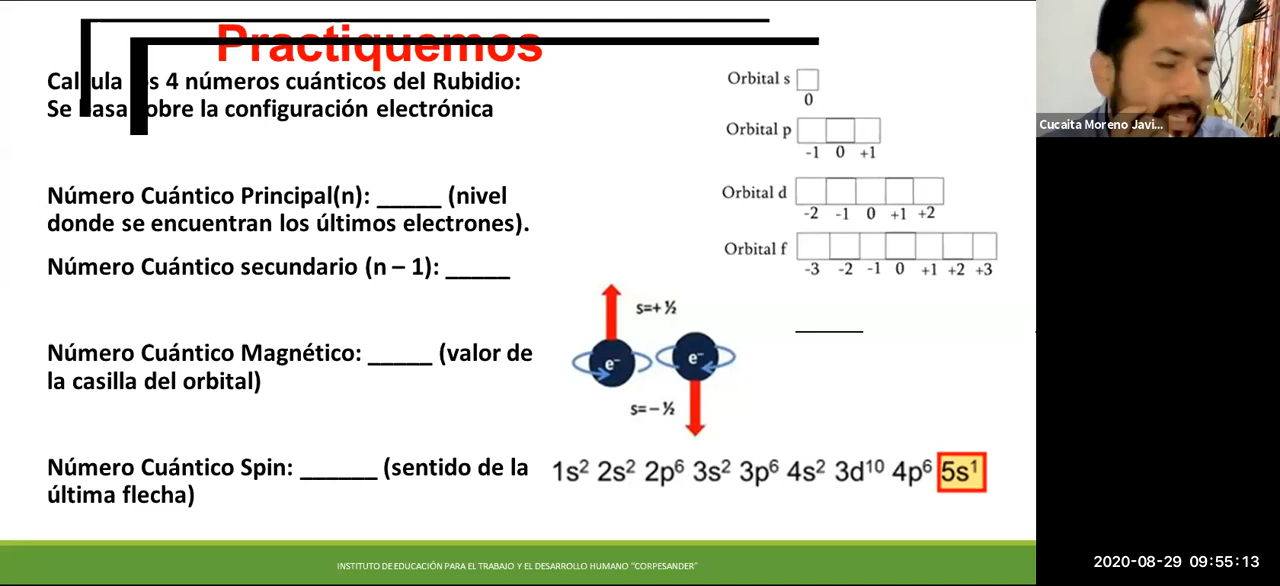 Practiquemos
Calcula los 4 números cuánticos del Rubidio:
Se basa sobre la configuración electrónica
Número Cuántico Principal(n): _____ (nivel
donde se encuentran los últimos electrones).
Número Cuántico secundario (n – 1): _____
Número Cuántico Magnético: _____ (valor de
la casilla del orbital)
Número Cuántico Spin: ______ (sentido de la
última flecha)
Orbital s
0
Orbital p
-1 0 +1
Orbital d
-2 -1 0 +1 +2
Orbital f
-3 -2 -1 0 +1 +2 +3
s=+ ½
e⁻ e⁻
s= – ½
1s² 2s² 2p⁶ 3s² 3p⁶ 4s² 3d¹⁰ 4p⁶ 5s¹
INSTITUTO DE EDUCACIÓN PARA EL TRABAJO Y EL DESARROLLO HUMANO “CORPESANDER”
Cucaita Moreno Javi...
2020-08-29 09:55:13